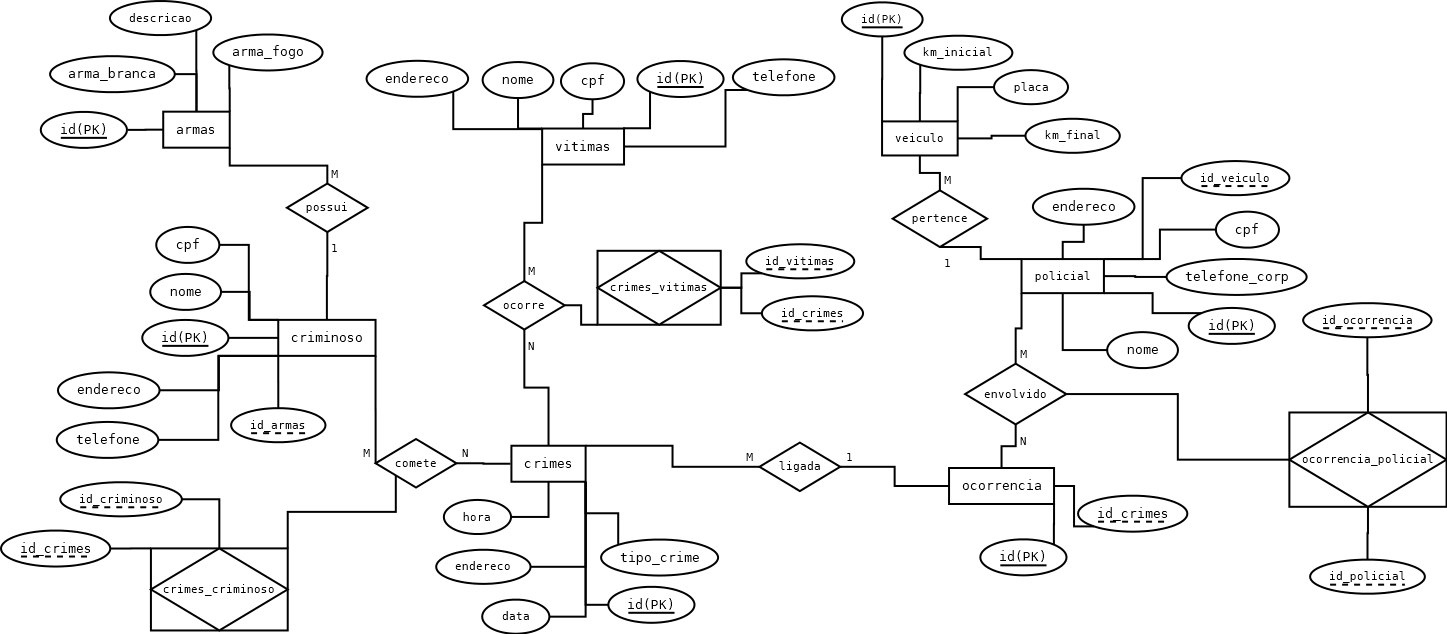 descricao
arma_branca
arma_fogo
id(PK)
armas
M
possui
1
cpf
nome
id(PK)
criminoso
endereco
telefone
id_armas
endereco
nome
cpf
id(PK)
telefone
vitimas
M
ocorre
N
crimes_vitimas
id_vitimas
id_crimes
id(PK)
km_inicial
placa
km_final
veiculo
M
pertence
1
endereco
id_veiculo
cpf
policial
telefone_corp
id(PK)
nome
M
envolvido
N
id_ocorrencia
ocorrencia_policial
id_policial
M
comete
N
crimes
M
ligada
1
ocorrencia
id_crimes
id(PK)
hora
endereco
data
tipo_crime
id(PK)
id_criminoso
id_crimes
crimes_criminoso